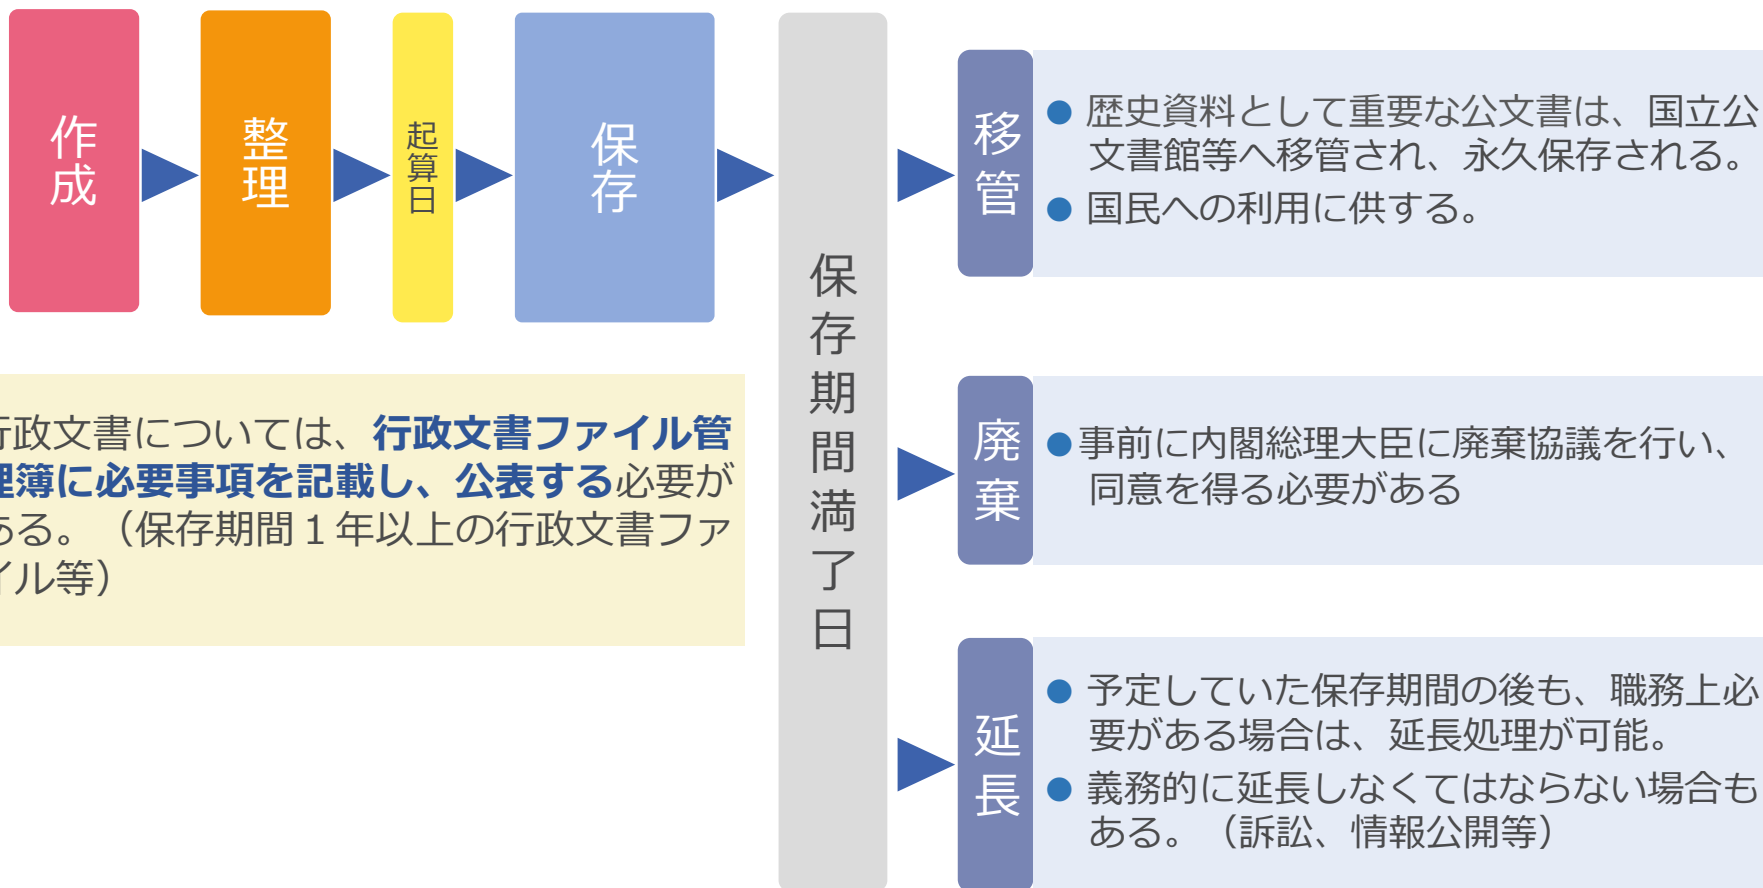 作成
整理
起算日
保存
保存期間満了日
移管
● 歴史資料として重要な公文書は、国立公
文書館等へ移管され、永久保存される。
● 国民への利用に供する。
行政文書については、行政文書ファイル管
理簿に必要事項を記載し、公表する必要が
ある。（保存期間１年以上の行政文書ファ
イル等）
廃棄
●事前に内閣総理大臣に廃棄協議を行い、
同意を得る必要がある
延長
● 予定していた保存期間の後も、職務上必
要がある場合は、延長処理が可能。
● 義務的に延長しなくてはならない場合も
ある。（訴訟、情報公開等）